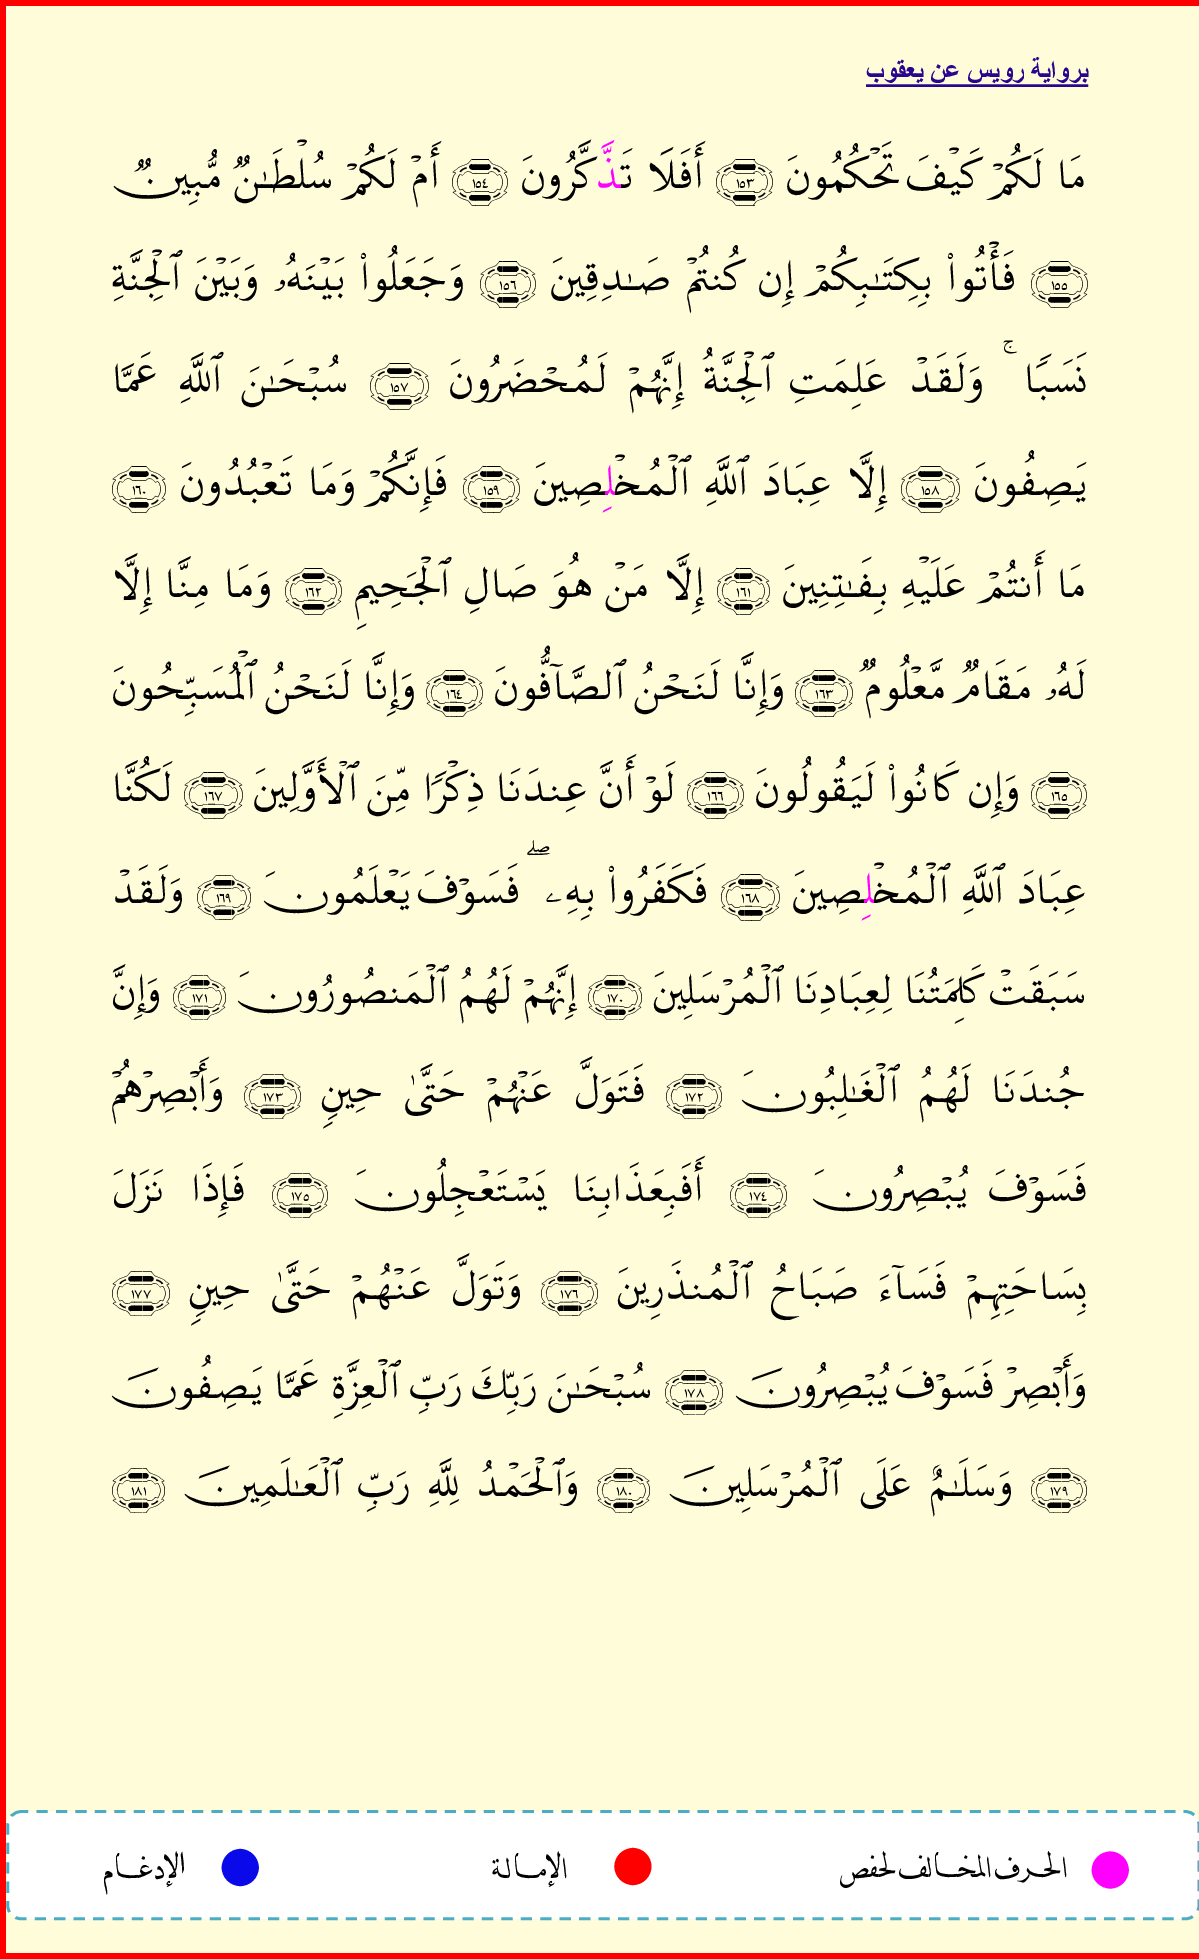 برواية رويس عن يعقوب
مَا لَكُمْ كَيْفَ تَحْكُمُونَ ١٥٣ أَفَلَا تَذَّكَّرُونَ ١٥٤ أَمْ لَكُمْ سُلْطَـٰنٌ مُّبِينٌ
١٥٥ فَأْتُوا۟ بِكِتَـٰبِكُمْ إِن كُنتُمْ صَـٰدِقِينَ ١٥٦ وَجَعَلُوا۟ بَيْنَهُۥ وَبَيْنَ ٱلْجِنَّةِ
نَسَبًا ۚ وَلَقَدْ عَلِمَتِ ٱلْجِنَّةُ إِنَّهُمْ لَمُحْضَرُونَ ١٥٧ سُبْحَـٰنَ ٱللَّهِ عَمَّا
يَصِفُونَ ١٥٨ إِلَّا عِبَادَ ٱللَّهِ ٱلْمُخْلِصِينَ ١٥٩ فَإِنَّكُمْ وَمَا تَعْبُدُونَ ١٦٠
مَا أَنتُمْ عَلَيْهِ بِفَـٰتِنِينَ ١٦١ إِلَّا مَنْ هُوَ صَالِ ٱلْجَحِيمِ ١٦٢ وَمَا مِنَّا إِلَّا
لَهُۥ مَقَامٌ مَّعْلُومٌ ١٦٣ وَإِنَّا لَنَحْنُ ٱلصَّآفُّونَ ١٦٤ وَإِنَّا لَنَحْنُ ٱلْمُسَبِّحُونَ
١٦٥ وَإِن كَانُوا۟ لَيَقُولُونَ ١٦٦ لَوْ أَنَّ عِندَنَا ذِكْرًا مِّنَ ٱلْأَوَّلِينَ ١٦٧ لَكُنَّا
عِبَادَ ٱللَّهِ ٱلْمُخْلِصِينَ ١٦٨ فَكَفَرُوا۟ بِهِۦ ۖ فَسَوْفَ يَعْلَمُونَ ١٦٩ وَلَقَدْ
سَبَقَتْ كَلِمَتُنَا لِعِبَادِنَا ٱلْمُرْسَلِينَ ١٧٠ إِنَّهُمْ لَهُمُ ٱلْمَنصُورُونَ ١٧١ وَإِنَّ
جُندَنَا لَهُمُ ٱلْغَـٰلِبُونَ ١٧٢ فَتَوَلَّ عَنْهُمْ حَتَّىٰ حِينٍ ١٧٣ وَأَبْصِرْهُمْ
فَسَوْفَ يُبْصِرُونَ ١٧٤ أَفَبِعَذَابِنَا يَسْتَعْجِلُونَ ١٧٥ فَإِذَا نَزَلَ
بِسَاحَتِهِمْ فَسَآءَ صَبَاحُ ٱلْمُنذَرِينَ ١٧٦ وَتَوَلَّ عَنْهُمْ حَتَّىٰ حِينٍ ١٧٧
وَأَبْصِرْ فَسَوْفَ يُبْصِرُونَ ١٧٨ سُبْحَـٰنَ رَبِّكَ رَبِّ ٱلْعِزَّةِ عَمَّا يَصِفُونَ
١٧٩ وَسَلَـٰمٌ عَلَى ٱلْمُرْسَلِينَ ١٨٠ وَٱلْحَمْدُ لِلَّهِ رَبِّ ٱلْعَـٰلَمِينَ ١٨١
الحرف المخالف لحفص الإمالة الإدغام